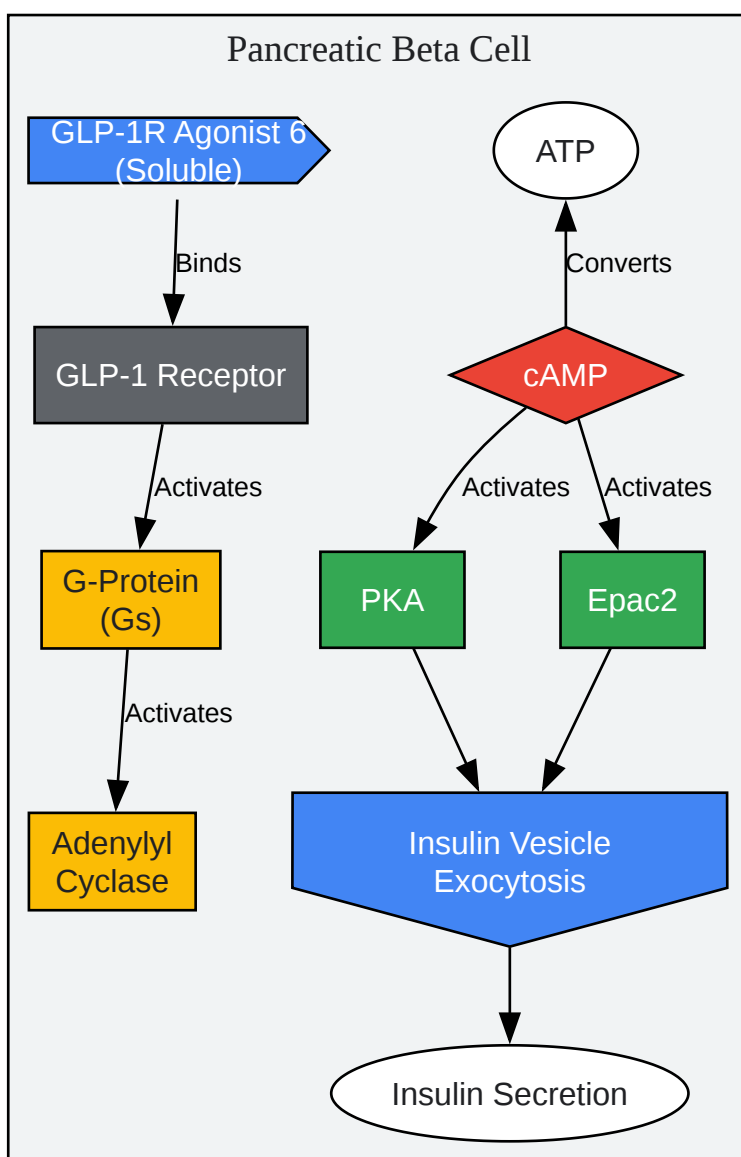 Pancreatic Beta Cell
GLP-1R Agonist 6
(Soluble)
ATP
Binds
Converts
GLP-1 Receptor
cAMP
Activates
Activates
Activates
G-Protein
(Gs)
PKA
Epac2
Activates
Adenylyl
Cyclase
Insulin Vesicle
Exocytosis
Insulin Secretion